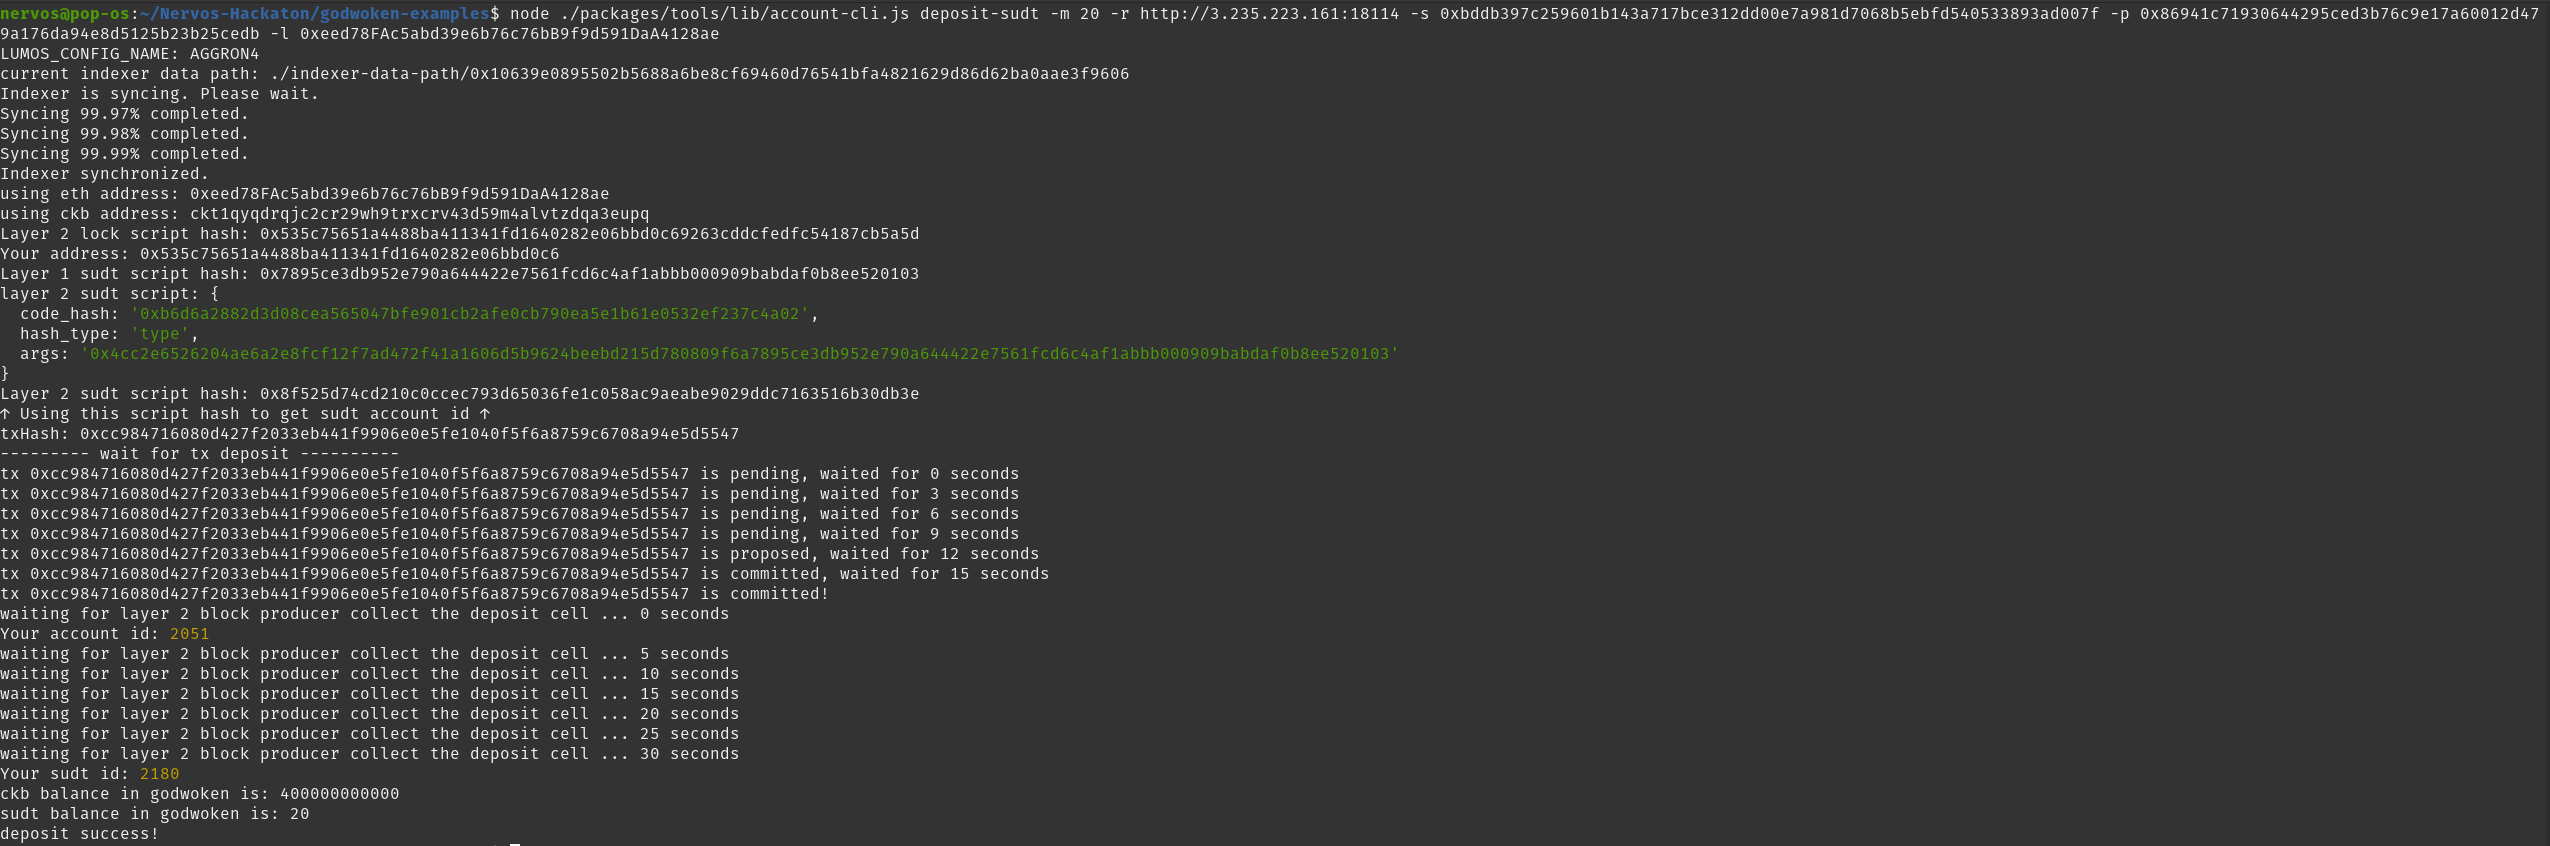 nervos@pop-os:~/Nervos-Hackaton/godwoken-examples$ node ./packages/tools/lib/account-cli.js deposit-sudt -m 20 -r http://3.235.223.161:18114 -s 0xbddb397c259601b143a717bce312dd00e7a981d7068b5ebfd540533893ad007f -p 0x86941c71930644295ced3b76c9e17a60012d47
9a176da94e8d5125b23b25cedb -l 0xeed78FAc5abd39e6b76c76bB9f9d591DaA4128ae
LUMOS_CONFIG_NAME: AGGRON4
current indexer data path: ./indexer-data-path/0x10639e0895502b5688a6be8cf69460d76541bfa4821629d86d62ba0aae3f9606
Indexer is syncing. Please wait.
Syncing 99.97% completed.
Syncing 99.98% completed.
Syncing 99.99% completed.
Indexer synchronized.
using eth address: 0xeed78FAc5abd39e6b76c76bB9f9d591DaA4128ae
using ckb address: ckt1qyqdrqjc2cr29wh9trxcrv43d59m4alvtzdqa3eupq
Layer 2 lock script hash: 0x535c75651a4488ba411341fd1640282e06bbd0c69263cddcfedfc54187cb5a5d
Your address: 0x535c75651a4488ba411341fd1640282e06bbd0c6
Layer 1 sudt script hash: 0x7895ce3db952e790a644422e7561fcd6c4af1abbb000909babdaf0b8ee520103
layer 2 sudt script: {
  code_hash: '0xb6d6a2882d3d08cea565047bfe901cb2afe0cb790ea5e1b61e0532ef237c4a02',
  hash_type: 'type',
  args: '0x4cc2e6526204ae6a2e8fcf12f7ad472f41a1606d5b9624beebd215d780809f6a7895ce3db952e790a644422e7561fcd6c4af1abbb000909babdaf0b8ee520103'
}
Layer 2 sudt script hash: 0x8f525d74cd210c0ccec793d65036fe1c058ac9aeabe9029ddc7163516b30db3e
↑ Using this script hash to get sudt account id ↑
txHash: 0xcc984716080d427f2033eb441f9906e0e5fe1040f5f6a8759c6708a94e5d5547
--------- wait for tx deposit ----------
tx 0xcc984716080d427f2033eb441f9906e0e5fe1040f5f6a8759c6708a94e5d5547 is pending, waited for 0 seconds
tx 0xcc984716080d427f2033eb441f9906e0e5fe1040f5f6a8759c6708a94e5d5547 is pending, waited for 3 seconds
tx 0xcc984716080d427f2033eb441f9906e0e5fe1040f5f6a8759c6708a94e5d5547 is pending, waited for 6 seconds
tx 0xcc984716080d427f2033eb441f9906e0e5fe1040f5f6a8759c6708a94e5d5547 is pending, waited for 9 seconds
tx 0xcc984716080d427f2033eb441f9906e0e5fe1040f5f6a8759c6708a94e5d5547 is proposed, waited for 12 seconds
tx 0xcc984716080d427f2033eb441f9906e0e5fe1040f5f6a8759c6708a94e5d5547 is committed, waited for 15 seconds
tx 0xcc984716080d427f2033eb441f9906e0e5fe1040f5f6a8759c6708a94e5d5547 is committed!
waiting for layer 2 block producer collect the deposit cell ... 0 seconds
Your account id: 2051
waiting for layer 2 block producer collect the deposit cell ... 5 seconds
waiting for layer 2 block producer collect the deposit cell ... 10 seconds
waiting for layer 2 block producer collect the deposit cell ... 15 seconds
waiting for layer 2 block producer collect the deposit cell ... 20 seconds
waiting for layer 2 block producer collect the deposit cell ... 25 seconds
waiting for layer 2 block producer collect the deposit cell ... 30 seconds
Your sudt id: 2180
ckb balance in godwoken is: 400000000000
sudt balance in godwoken is: 20
deposit success!